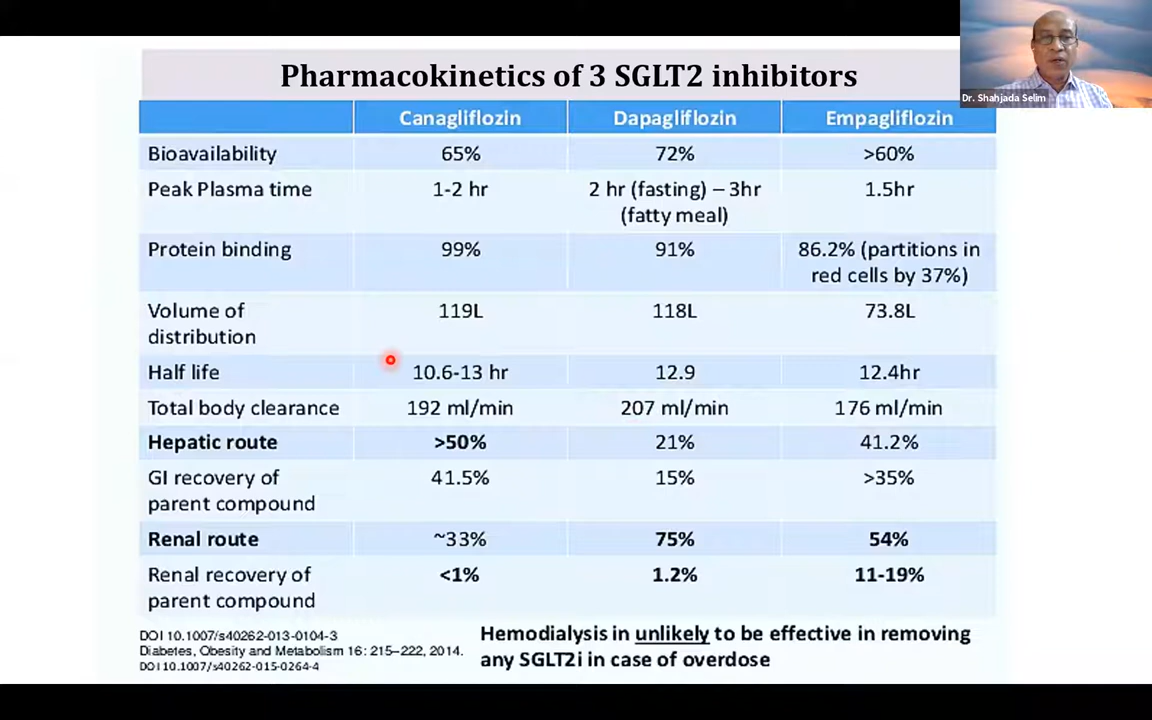 Pharmacokinetics of 3 SGLT2 inhibitors
Dr. Shahjada Selim
Canagliflozin Dapagliflozin Empagliflozin
Bioavailability 65% 72% >60%
Peak Plasma time 1-2 hr 2 hr (fasting) – 3hr 1.5hr
(fatty meal)
Protein binding 99% 91% 86.2% (partitions in
red cells by 37%)
Volume of 119L 118L 73.8L
distribution
Half life 10.6-13 hr 12.9 12.4hr
Total body clearance 192 ml/min 207 ml/min 176 ml/min
Hepatic route >50% 21% 41.2%
GI recovery of 41.5% 15% >35%
parent compound
Renal route ~33% 75% 54%
Renal recovery of <1% 1.2% 11-19%
parent compound
DOI 10.1007/s40262-013-0104-3
Diabetes, Obesity and Metabolism 16: 215–222, 2014.
DOI 10.1007/s40262-015-0264-4
Hemodialysis in unlikely to be effective in removing
any SGLT2i in case of overdose